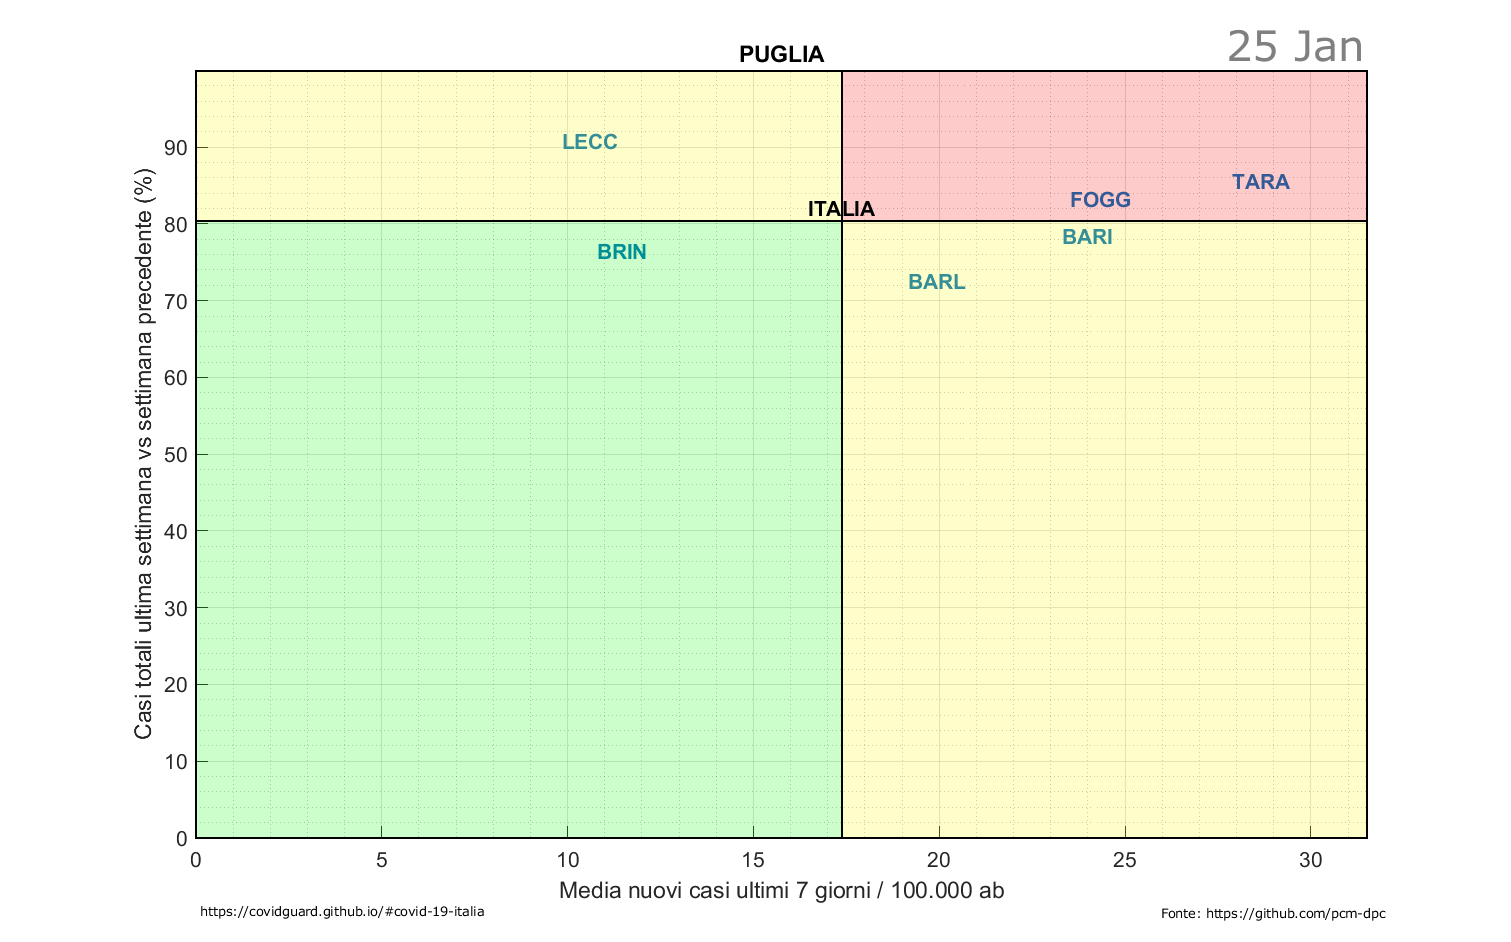 PUGLIA
25 Jan
Casi totali ultima settimana vs settimana precedente (%)
90
80
70
60
50
40
30
20
10
0
LECC
TARA
FOGG
ITALIA
BARI
BRIN
BARL
0 5 10 15 20 25 30
Media nuovi casi ultimi 7 giorni / 100.000 ab
https://covidguard.github.io/#covid-19-italia
Fonte: https://github.com/pcm-dpc